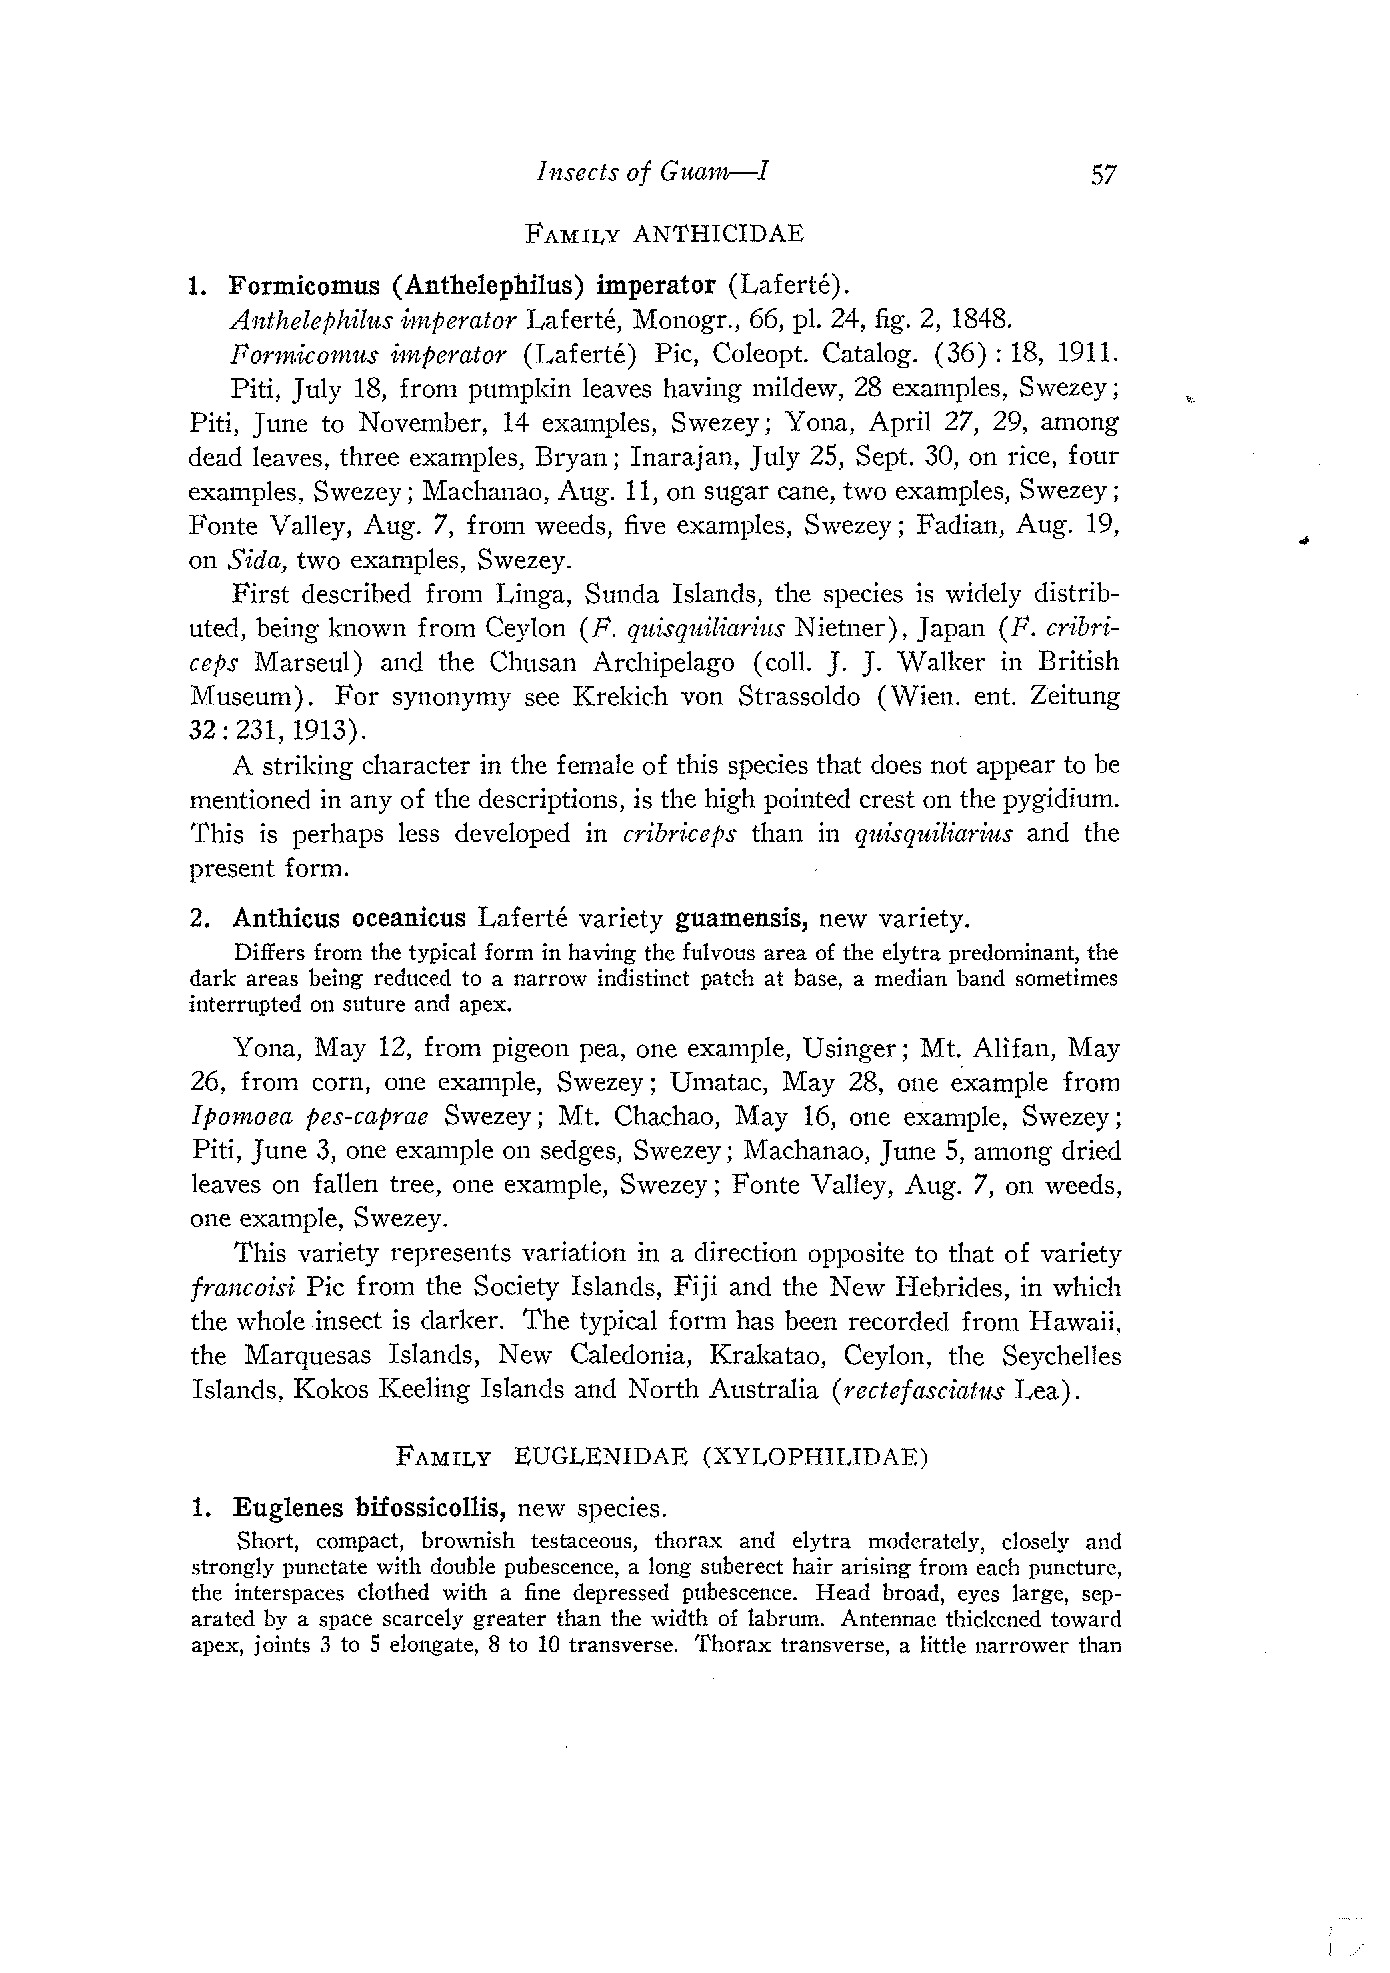 Insects of Guam—I 57
FAMILY ANTHICIDAE
1. Formicomus (Anthelephilus) imperator (Laferté).
Anthelephilus imperator Laferté, Monogr., 66, pl. 24, fig. 2, 1848.
Formicomus imperator (Laferté) Pic, Coleopt. Catalog. (36) : 18, 1911.
Piti, July 18, from pumpkin leaves having mildew, 28 examples, Swezey;
Piti, June to November, 14 examples, Swezey; Yona, April 27, 29, among
dead leaves, three examples, Bryan; Inarajan, July 25, Sept. 30, on rice, four
examples, Swezey; Machanao, Aug. 11, on sugar cane, two examples, Swezey;
Fonte Valley, Aug. 7, from weeds, five examples, Swezey; Fadian, Aug. 19,
on Sida, two examples, Swezey.
First described from Linga, Sunda Islands, the species is widely distrib-
uted, being known from Ceylon (F. quisquiliarius Nietner), Japan (F. cribri-
ceps Marseul) and the Chusan Archipelago (coll. J. J. Walker in British
Museum). For synonymy see Krekich von Strassoldo (Wien. ent. Zeitung
32 : 231, 1913).
A striking character in the female of this species that does not appear to be
mentioned in any of the descriptions, is the high pointed crest on the pygidium.
This is perhaps less developed in cribriceps than in quisquiliarius and the
present form.
2. Anthicus oceanicus Laferté variety guamensis, new variety.
Differs from the typical form in having the fulvous area of the elytra predominant, the
dark areas being reduced to a narrow indistinct patch at base, a median band sometimes
interrupted on suture and apex.
Yona, May 12, from pigeon pea, one example, Usinger; Mt. Alifan, May
26, from corn, one example, Swezey; Umatac, May 28, one example from
Ipomoea pes-caprae Swezey; Mt. Chachao, May 16, one example, Swezey;
Piti, June 3, one example on sedges, Swezey; Machanao, June 5, among dried
leaves on fallen tree, one example, Swezey; Fonte Valley, Aug. 7, on weeds,
one example, Swezey.
This variety represents variation in a direction opposite to that of variety
francoisi Pic from the Society Islands, Fiji and the New Hebrides, in which
the whole insect is darker. The typical form has been recorded from Hawaii,
the Marquesas Islands, New Caledonia, Krakatao, Ceylon, the Seychelles
Islands, Kokos Keeling Islands and North Australia (rectefasciatus Lea).
FAMILY EUGLENIDAE (XYLOPHILIDAE)
1. Euglenes bifossicollis, new species.
Short, compact, brownish testaceous, thorax and elytra moderately, closely and
strongly punctate with double pubescence, a long suberect hair arising from each puncture,
the interspaces clothed with a fine depressed pubescence. Head broad, eyes large, sep-
arated by a space scarcely greater than the width of labrum. Antennae thickened toward
apex, joints 3 to 5 elongate, 8 to 10 transverse. Thorax transverse, a little narrower than